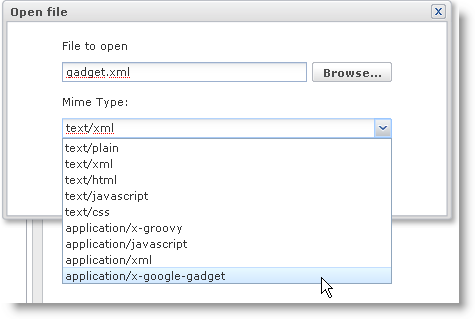 Open file
File to open
gadget.xml
Browse...
Mime Type:
text/xml
text/plain
text/xml
text/html
text/javascript
text/css
application/x-groovy
application/javascript
application/xml
application/x-google-gadget